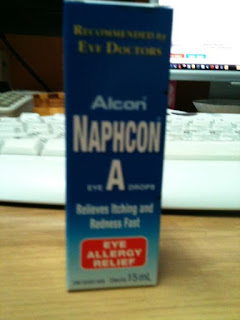 RECOMMENDED by
EYE DOCTORS
Alcon®
NAPHCON®
A
EYE DROPS
Relieves Itching and
Redness Fast
EYE
ALLERGY
RELIEF
15 mL